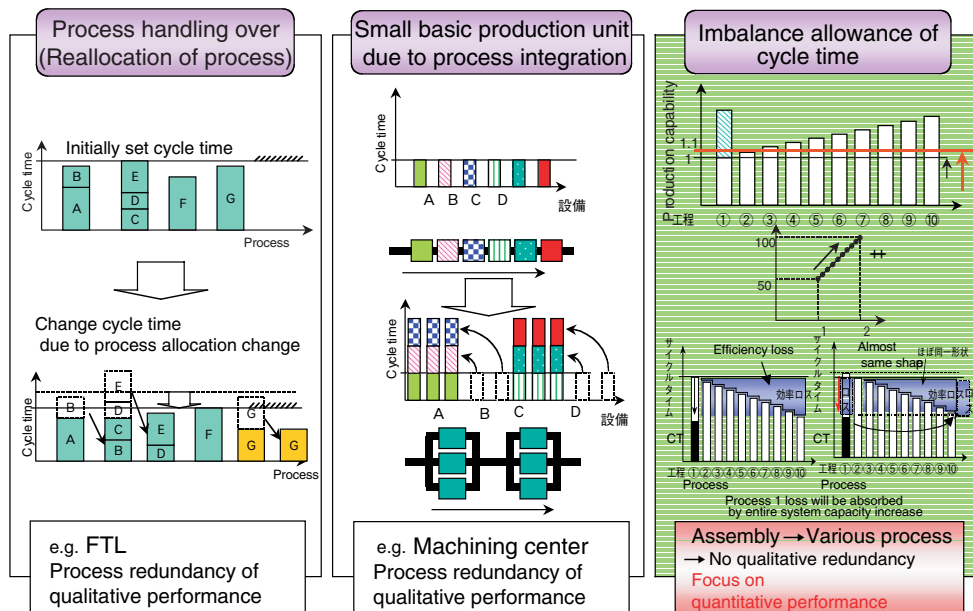 Process handling over
(Reallocation of process)
Initially set cycle time
Cycle time
B
A
E
D
C
F
G
Process
Change cycle time
due to process allocation change
Cycle time
B
A
F
D
C
B
E
D
F
G
G
G
Process
e.g. FTL
Process redundancy of
qualitative performance
Small basic production unit
due to process integration
Cycle time
A B C D
設備
Cycle time
A B C D
設備
e.g. Machining center
Process redundancy of
qualitative performance
Imbalance allowance of
cycle time
Production capability
1.1
1
1
1.1
工程 ① ② ③ ④ ⑤ ⑥ ⑦ ⑧ ⑨ ⑩
100
50
1 2
サイクルタイム
Efficiency loss
効率ロス
CT
工程 ① ② ③ ④ ⑤ ⑥ ⑦ ⑧ ⑨ ⑩
Process
サイクルタイム
Almost
same shap
ほぼ同一形状
効率ロス
CT
工程 ① ② ③ ④ ⑤ ⑥ ⑦ ⑧ ⑨ ⑩
Process
Process 1 loss will be absorbed
by entire system capacity increase
Assembly → Various process
→ No qualitative redundancy
Focus on
quantitative performance